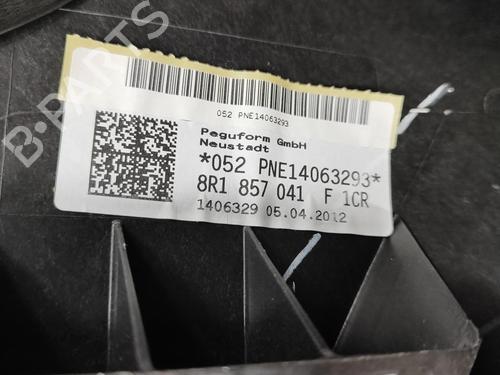 052 PNE14063293
Peguform GmbH
Neustadt
*052 PNE14063293*
8R1 857 041 F 1CR
1406329 05.04.2012
B-PARTS